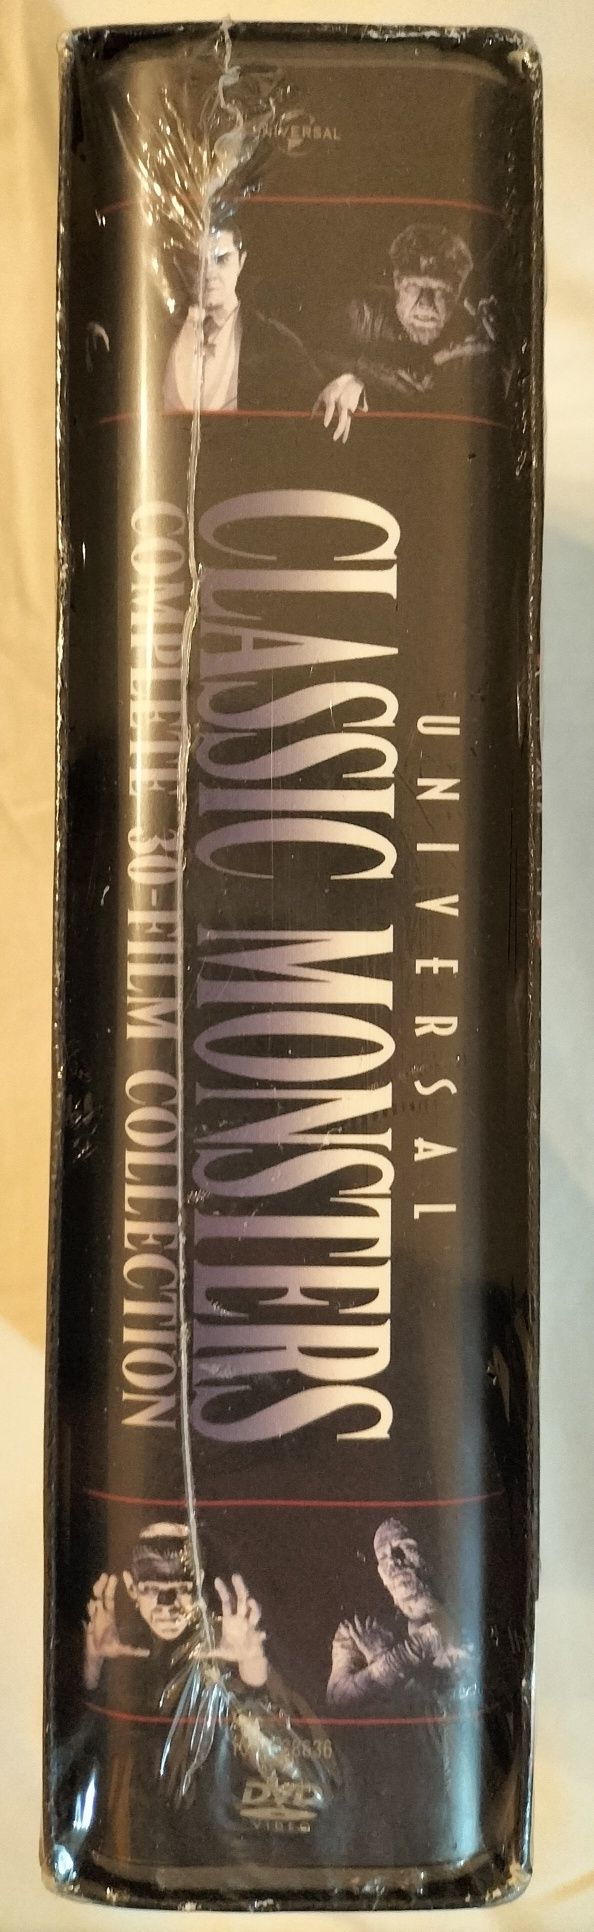 UNIVERSAL
UNIVERSAL
CLASSIC MONSTERS
COMPLETE 30-FILM COLLECTION
DVD
VIDEO